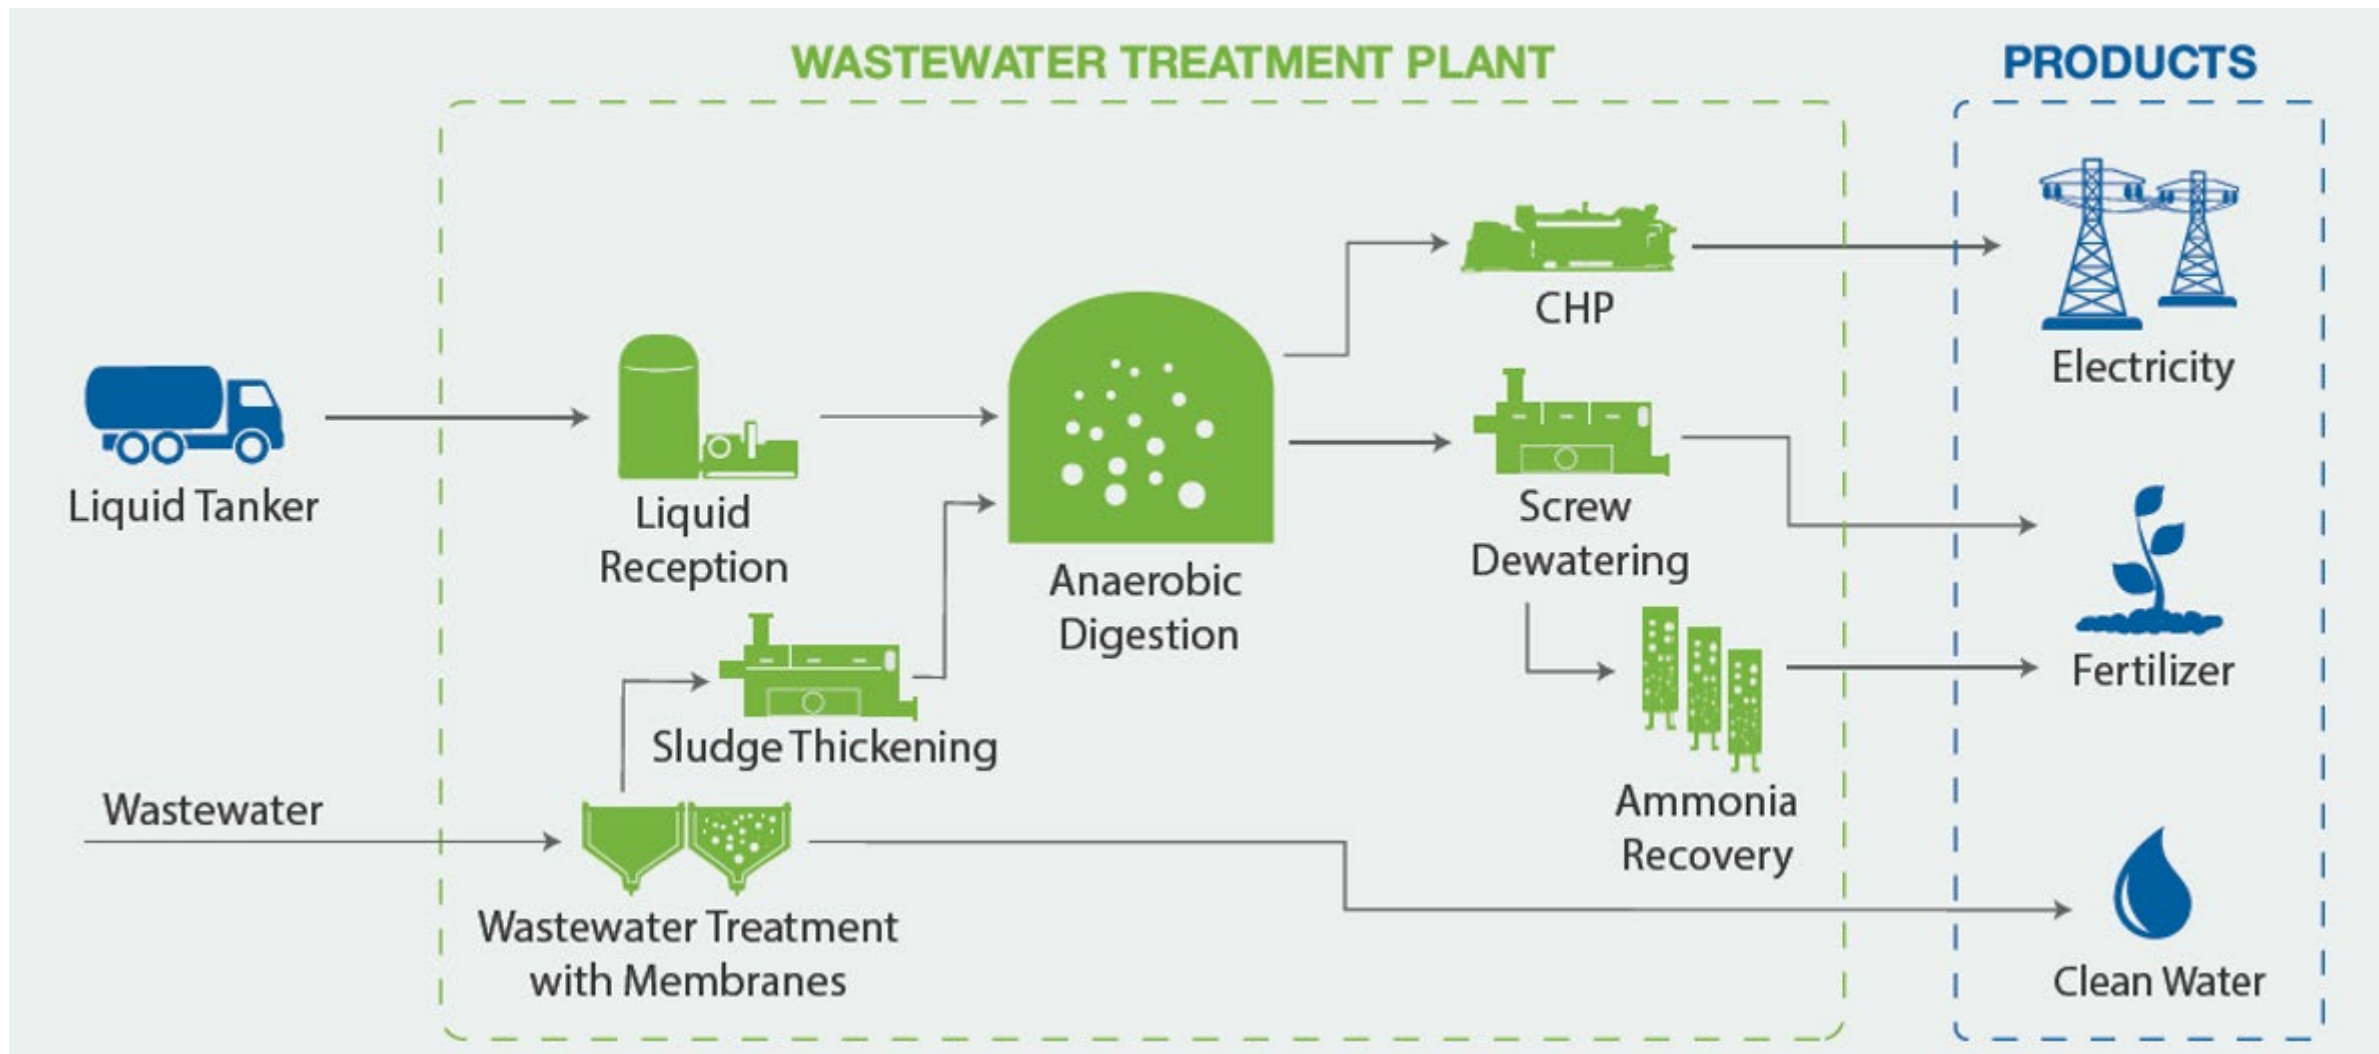 WASTEWATER TREATMENT PLANT
PRODUCTS
CHP
Electricity
Liquid Tanker
Liquid
Reception
Anaerobic
Digestion
Screw
Dewatering
Fertilizer
Sludge Thickening
Wastewater
Ammonia
Recovery
Wastewater Treatment
with Membranes
Clean Water